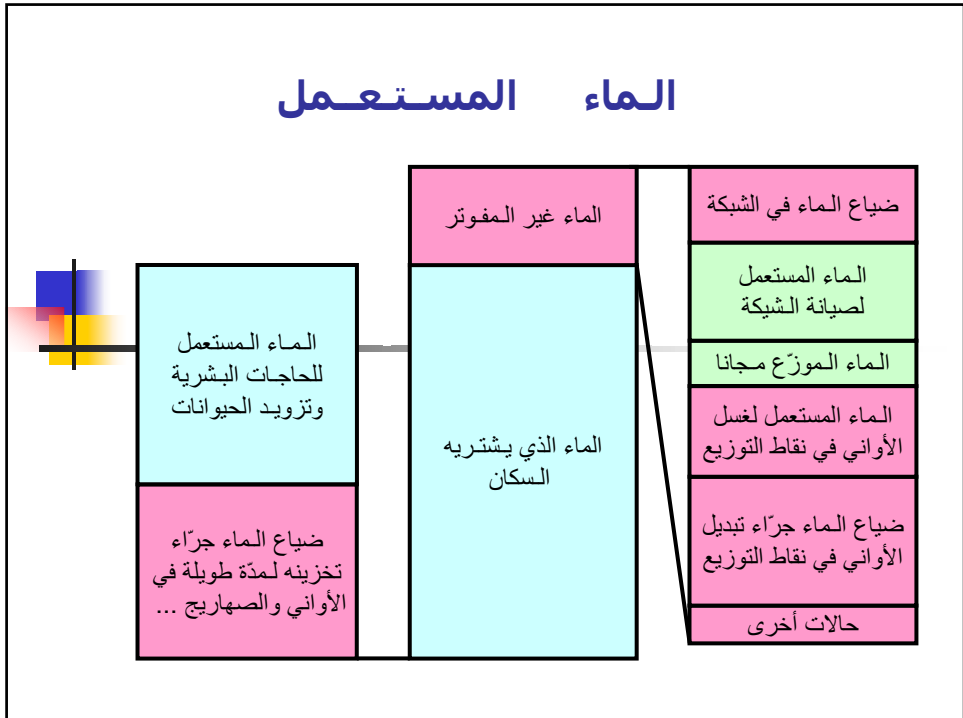 الماء المستعمل
ضياع الماء في الشبكة
الماء المستعمل
لصيانة الشيكة
الماء الموزّع مجانا
الماء المستعمل لغسل
الأواني في نقاط التوزيع
ضياع الماء جرّاء تبديل
الأواني في نقاط التوزيع
حالات أخرى
الماء غير المفوتر
الماء الذي يشتريه
السكان
الماء المستعمل
للحاجات البشرية
وتزويد الحيوانات
ضياع الماء جرّاء
تخزينه لمدّة طويلة في
الأواني والصهاريج ...